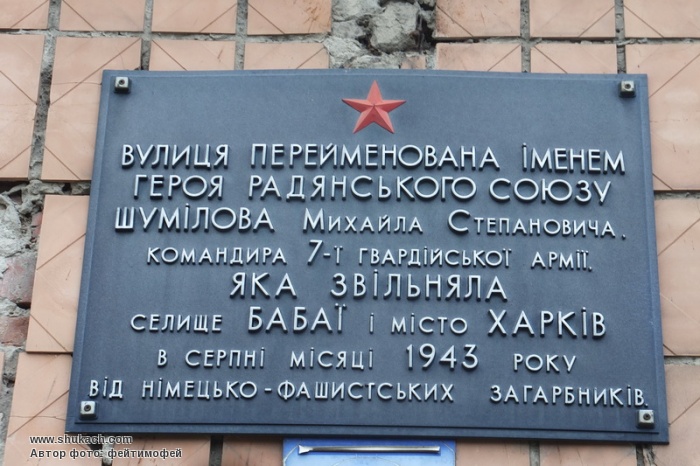 ВУЛИЦЯ ПЕРЕЙМЕНОВАНА ІМЕНЕМ
ГЕРОЯ РАДЯНСЬКОГО СОЮЗУ
ШУМІЛОВА МИХАЙЛА СТЕПАНОВИЧА.
КОМАНДИРА 7-Ї ГВАРДІЙСЬКОЇ АРМІЇ,
ЯКА ЗВІЛЬНЯЛА
СЕЛИЩЕ БАБАЇ І МІСТО ХАРКІВ
В СЕРПНІ МІСЯЦІ 1943 РОКУ
ВІД НІМЕЦЬКО-ФАШИСТСЬКИХ ЗАГАРБНИКІВ.
www.shukach.com
Автор фото: фейтимофей